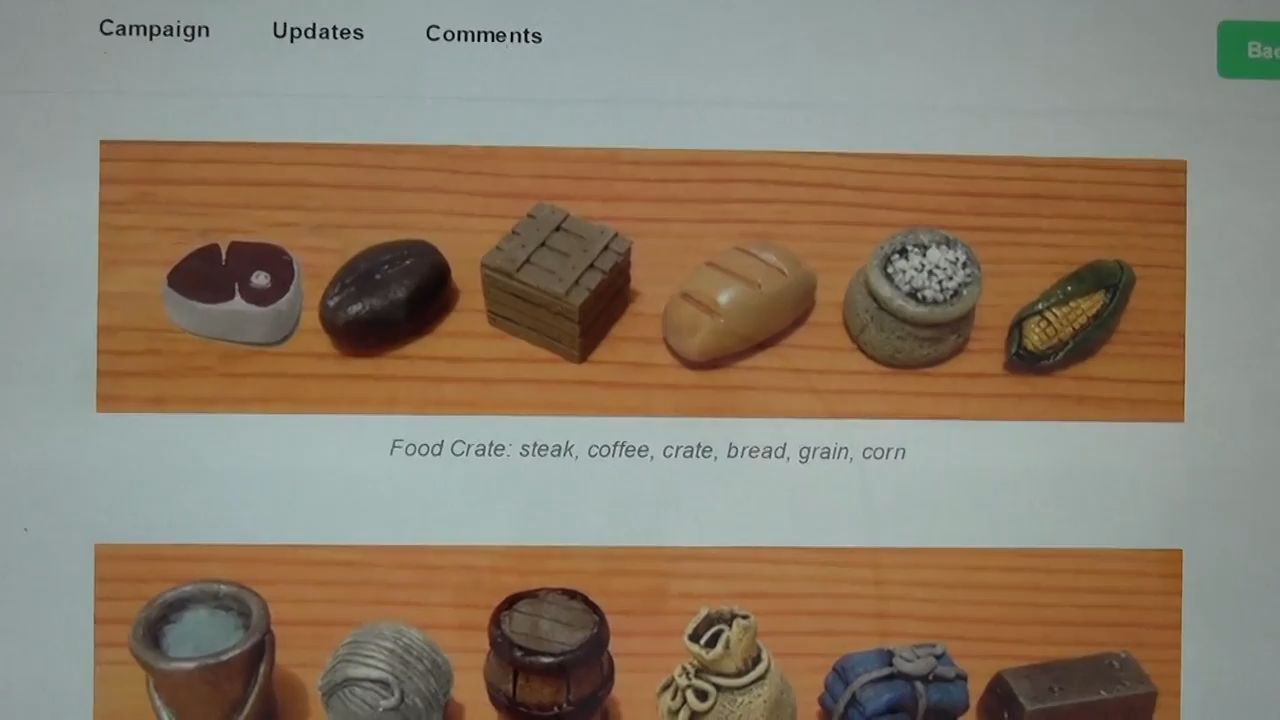 Campaign Updates Comments
Food Crate: steak, coffee, crate, bread, grain, corn